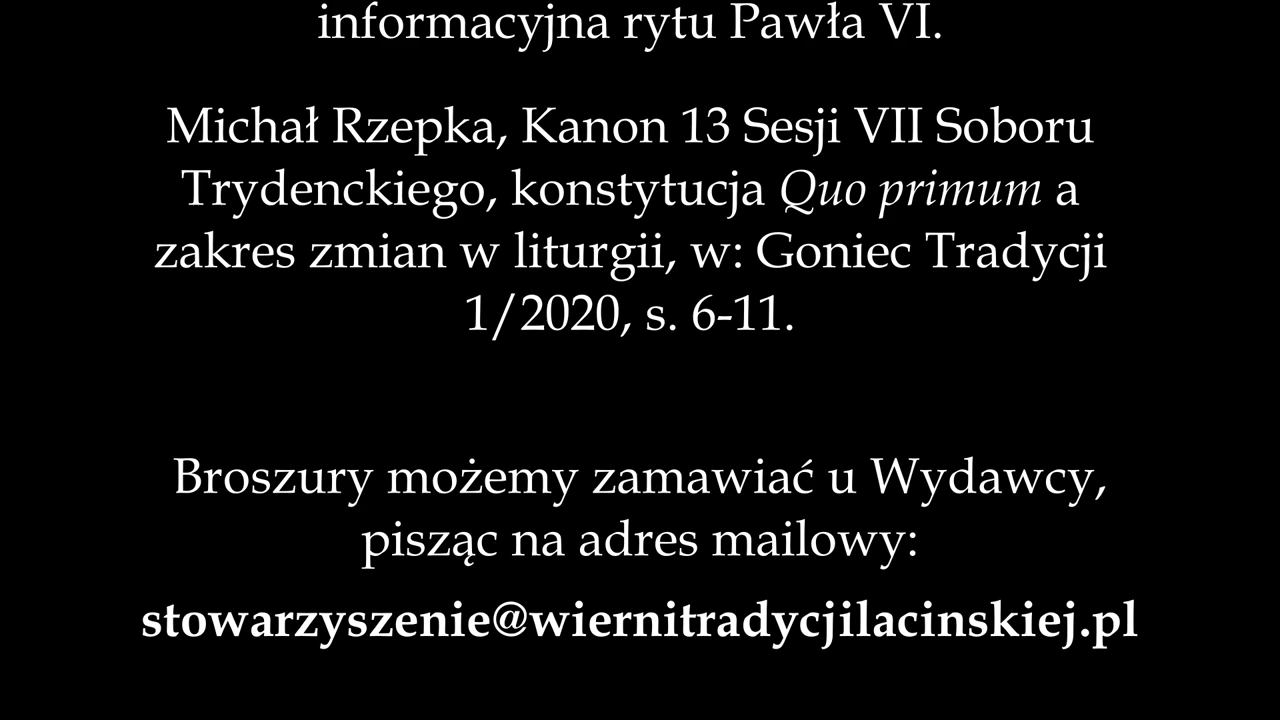 informacyjna rytu Pawła VI.
Michał Rzepka, Kanon 13 Sesji VII Soboru
Trydenckiego, konstytucja Quo primum a
zakres zmian w liturgii, w: Goniec Tradycji
1/2020, s. 6-11.
Broszury możemy zamawiać u Wydawcy,
pisząc na adres mailowy:
stowarzyszenie@wiernitradycjilacinskiej.pl